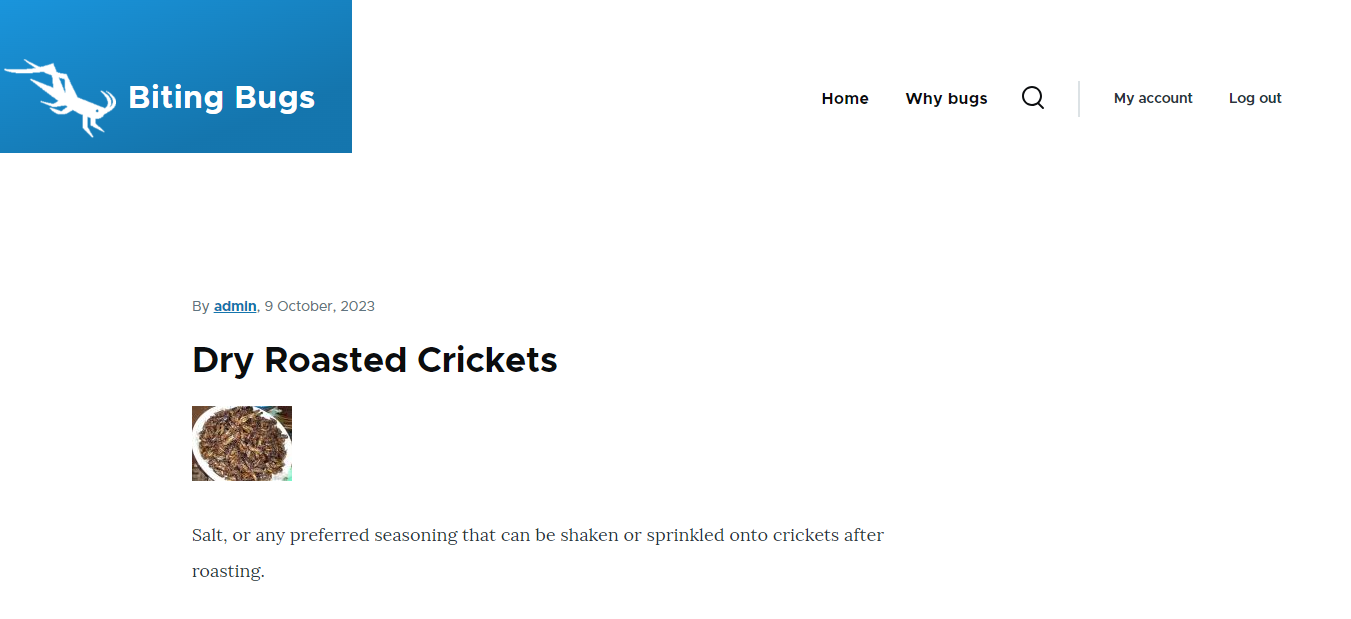 Biting Bugs
Home Why bugs My account Log out
By admin, 9 October, 2023
Dry Roasted Crickets
Salt, or any preferred seasoning that can be shaken or sprinkled onto crickets after
roasting.